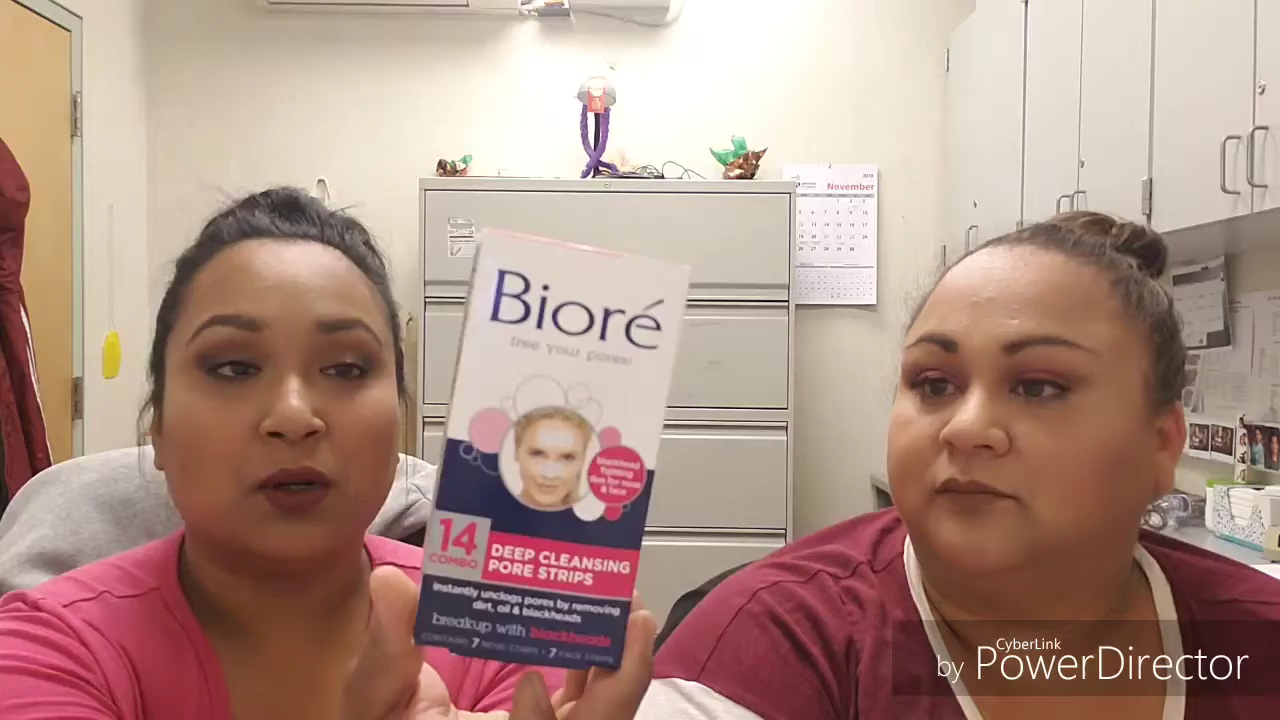 2018
November
Bioré
free your pores!
blackhead
fighting
duo for nose
& face
14
COMBO
DEEP CLEANSING
PORE STRIPS
instantly unclogs pores by removing
dirt, oil & blackheads
breakup with blackheads
CONTAINS 7 NOSE STRIPS • 7 FACE STRIPS
CyberLink
by PowerDirector